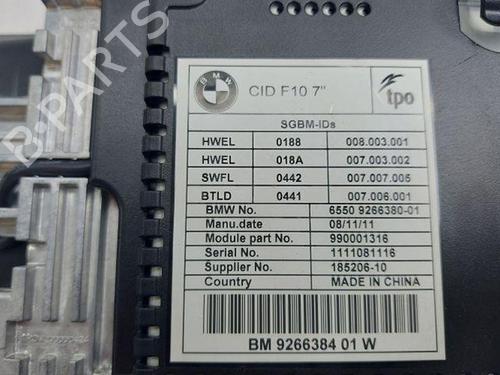 B-PARTS
BMW
CID F10 7"
tpo
SGBM-IDs
HWEL 0188 008.003.001
HWEL 018A 007.003.002
SWFL 0442 007.007.005
BTLD 0441 007.006.001
BMW No. 6550 9266380-01
Manu.date 08/11/11
Module part No. 990001316
Serial No. 1111081116
Supplier No. 185206-10
Country MADE IN CHINA
BM 9266384 01 W